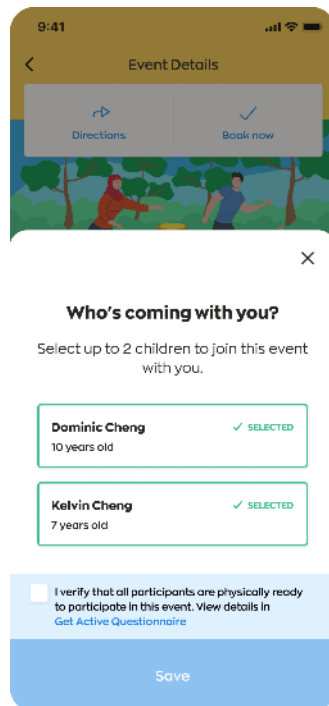 9:41
Event Details
Directions
Book now
Who's coming with you?
Select up to 2 children to join this event
with you.
Dominic Cheng
SELECTED
10 years old
Kelvin Cheng
SELECTED
7 years old
I verify that all participants are physically ready
to participate in this event. View details in
Get Active Questionnaire
Save